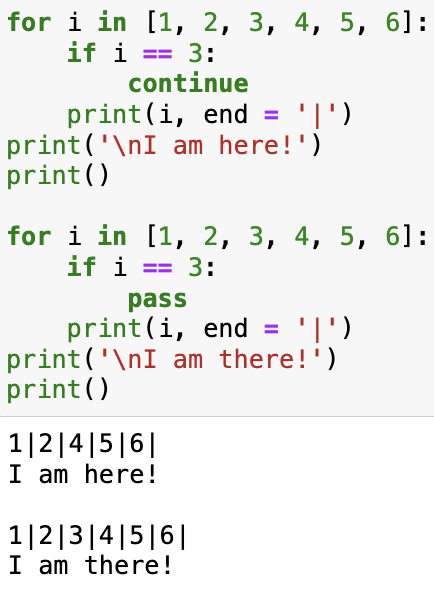 for i in [1, 2, 3, 4, 5, 6]:
    if i == 3:
        continue
    print(i, end = '|')
print('\nI am here!')
print()

for i in [1, 2, 3, 4, 5, 6]:
    if i == 3:
        pass
    print(i, end = '|')
print('\nI am there!')
print()

1|2|4|5|6|
I am here!

1|2|3|4|5|6|
I am there!